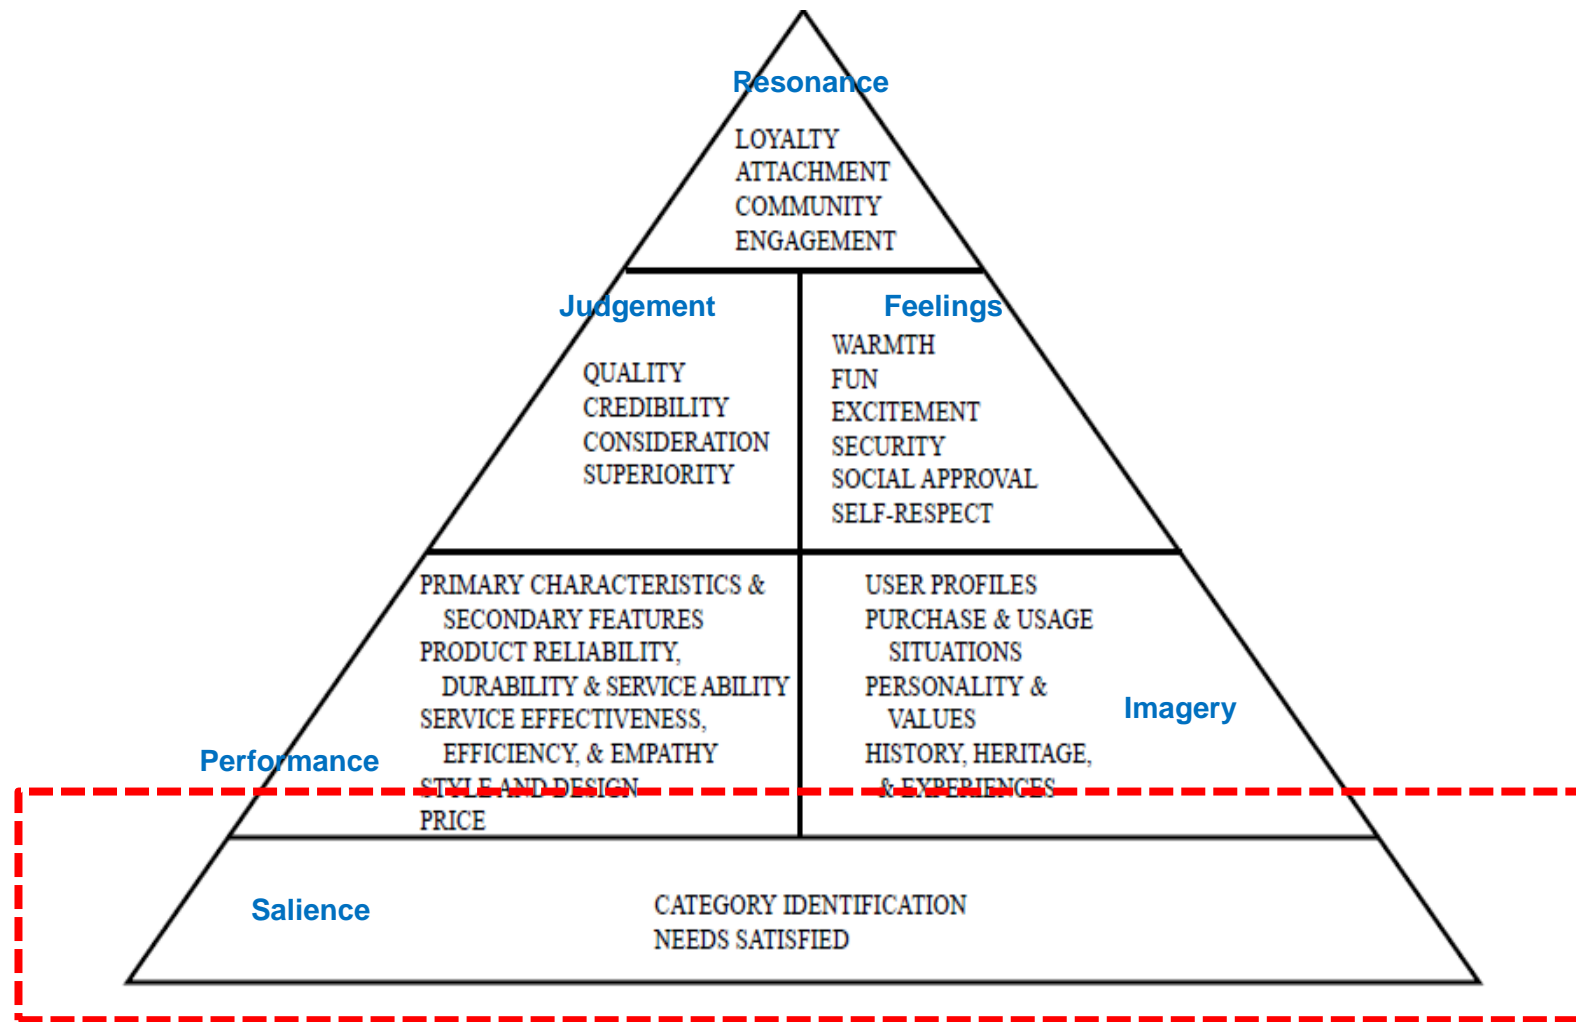 Resonance
LOYALTY
ATTACHMENT
COMMUNITY
ENGAGEMENT
Judgement
QUALITY
CREDIBILITY
CONSIDERATION
SUPERIORITY
Feelings
WARMTH
FUN
EXCITEMENT
SECURITY
SOCIAL APPROVAL
SELF-RESPECT
Performance
PRIMARY CHARACTERISTICS &
SECONDARY FEATURES
PRODUCT RELIABILITY,
DURABILITY & SERVICE ABILITY
SERVICE EFFECTIVENESS,
EFFICIENCY, & EMPATHY
STYLE AND DESIGN
PRICE
USER PROFILES
PURCHASE & USAGE
SITUATIONS
PERSONALITY &
VALUES
HISTORY, HERITAGE,
& EXPERIENCES
Imagery
Salience
CATEGORY IDENTIFICATION
NEEDS SATISFIED